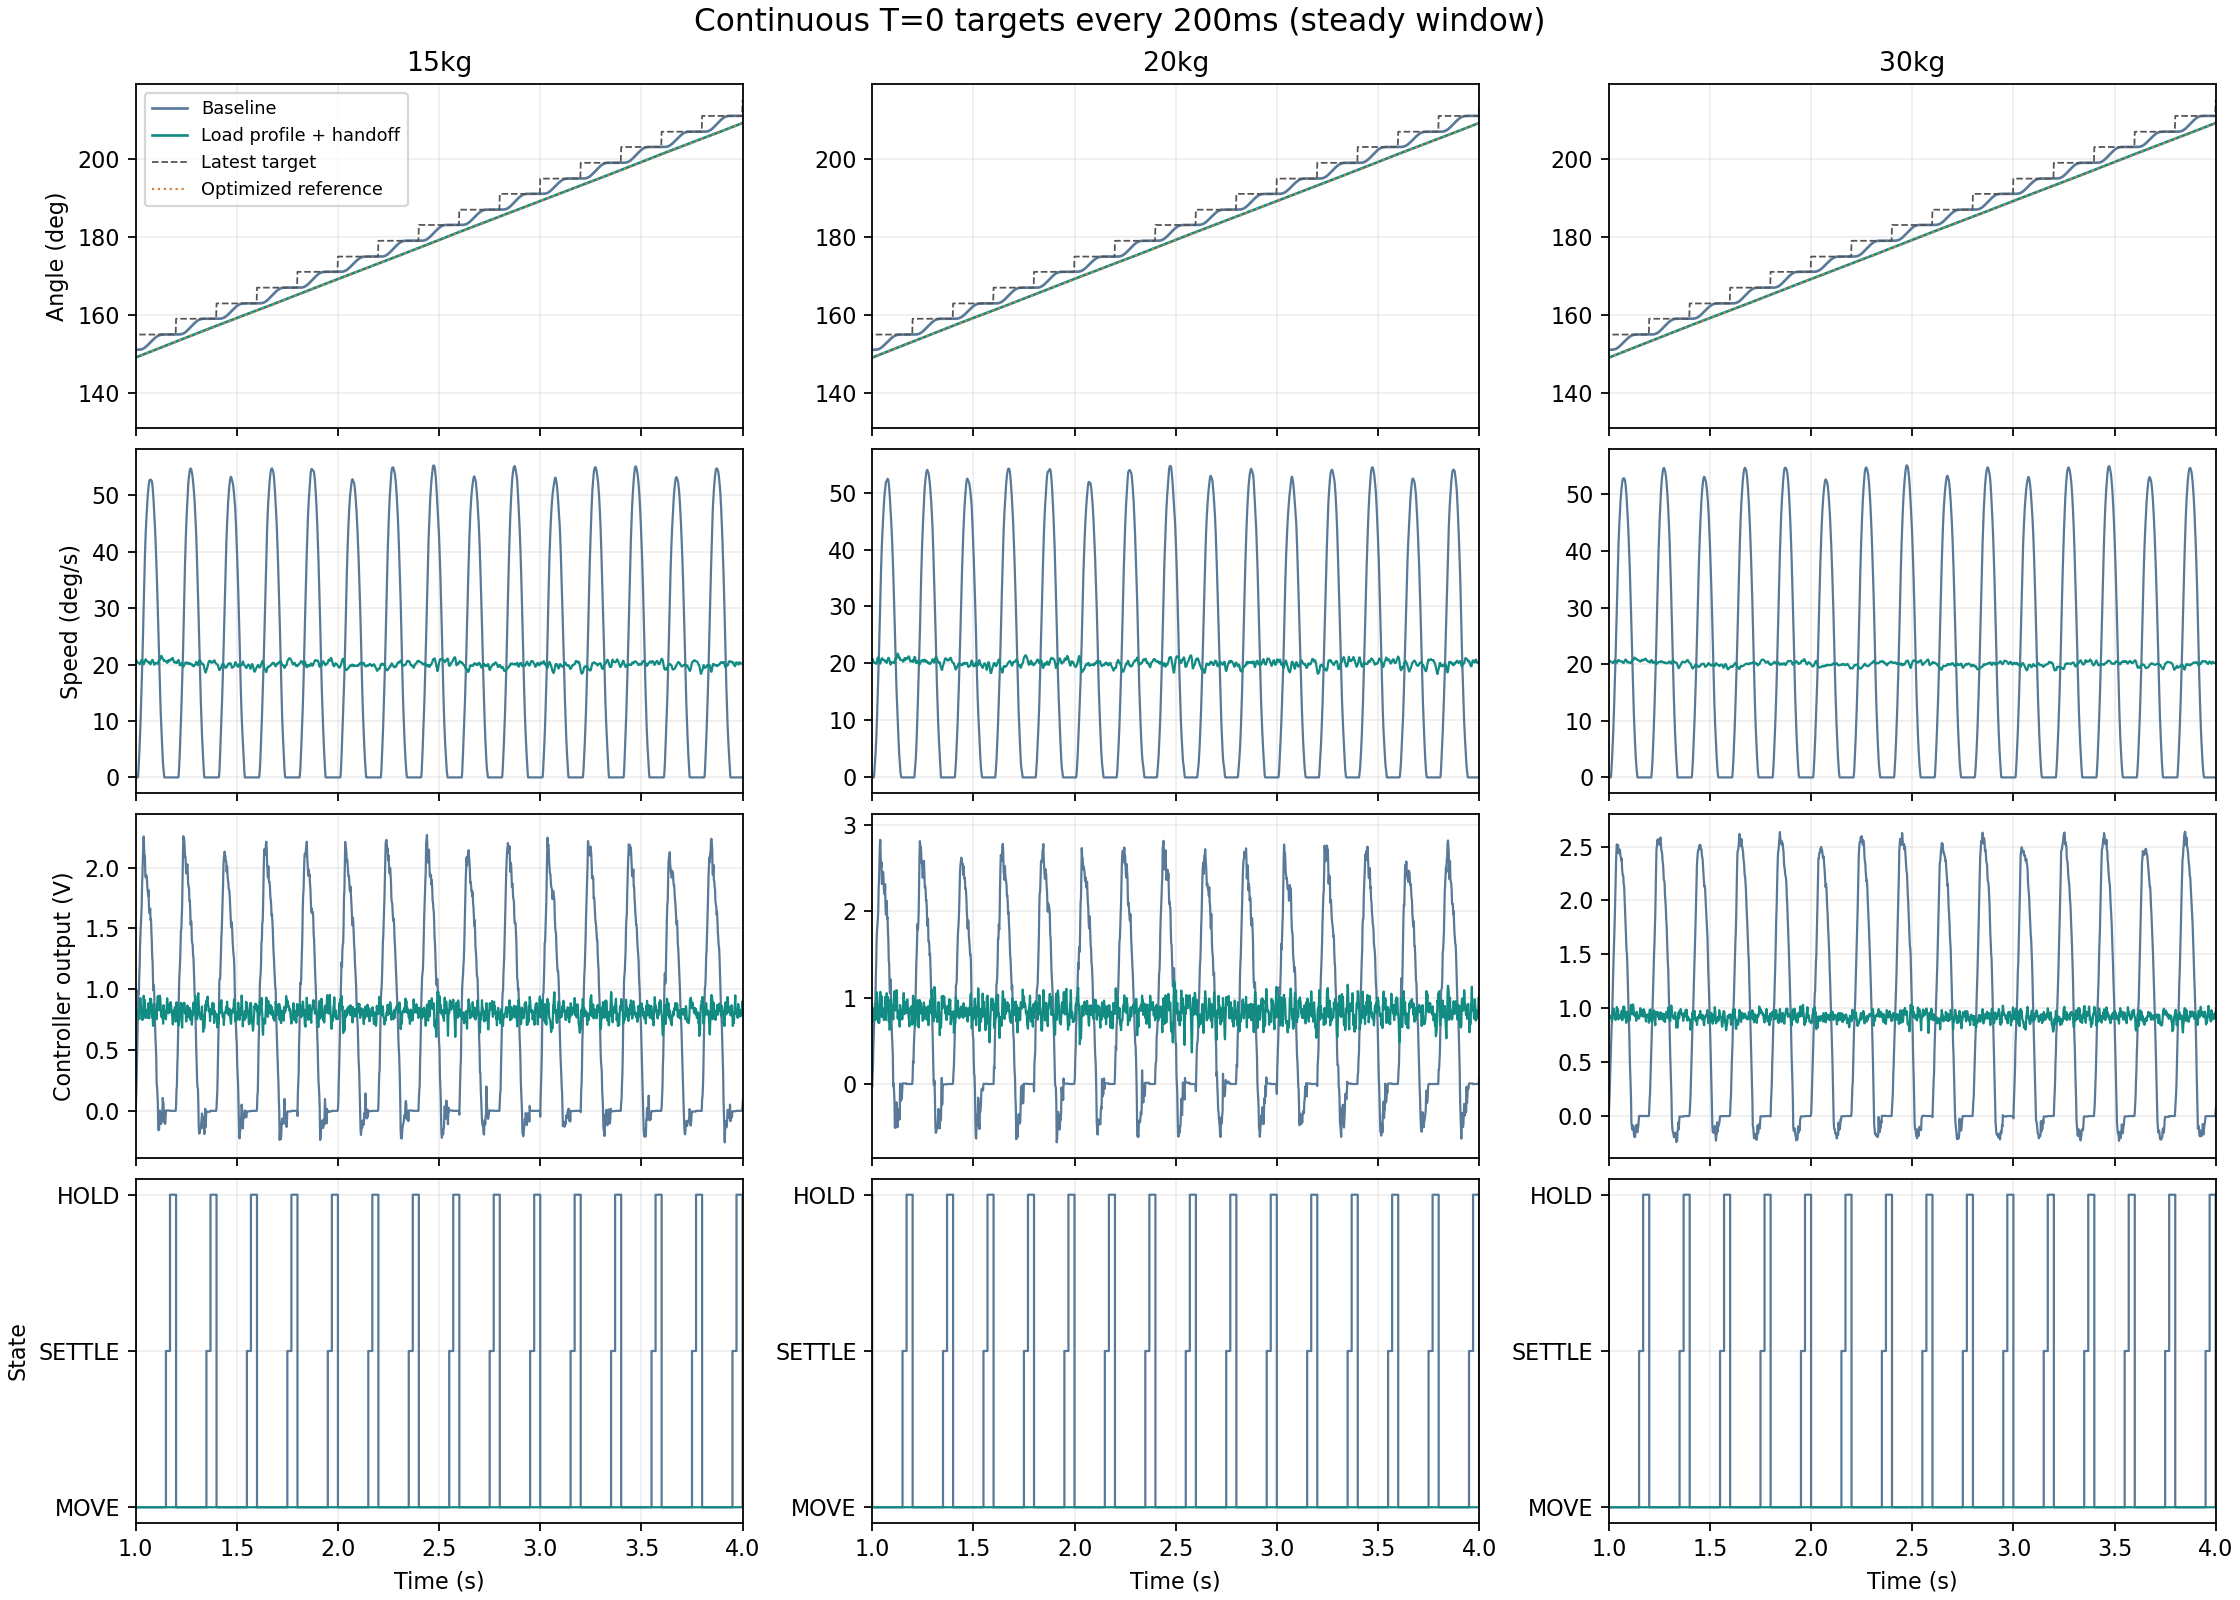 Continuous T=0 targets every 200ms (steady window)
15kg
20kg
30kg
Baseline
Load profile + handoff
Latest target
Optimized reference
Angle (deg)
200
180
160
140
200
180
160
140
200
180
160
140
Speed (deg/s)
50
40
30
20
10
0
50
40
30
20
10
0
50
40
30
20
10
0
Controller output (V)
2.0
1.5
1.0
0.5
0.0
3
2
1
0
2.5
2.0
1.5
1.0
0.5
0.0
State
HOLD
SETTLE
MOVE
HOLD
SETTLE
MOVE
HOLD
SETTLE
MOVE
1.0 1.5 2.0 2.5 3.0 3.5 4.0
1.0 1.5 2.0 2.5 3.0 3.5 4.0
1.0 1.5 2.0 2.5 3.0 3.5 4.0
Time (s)
Time (s)
Time (s)